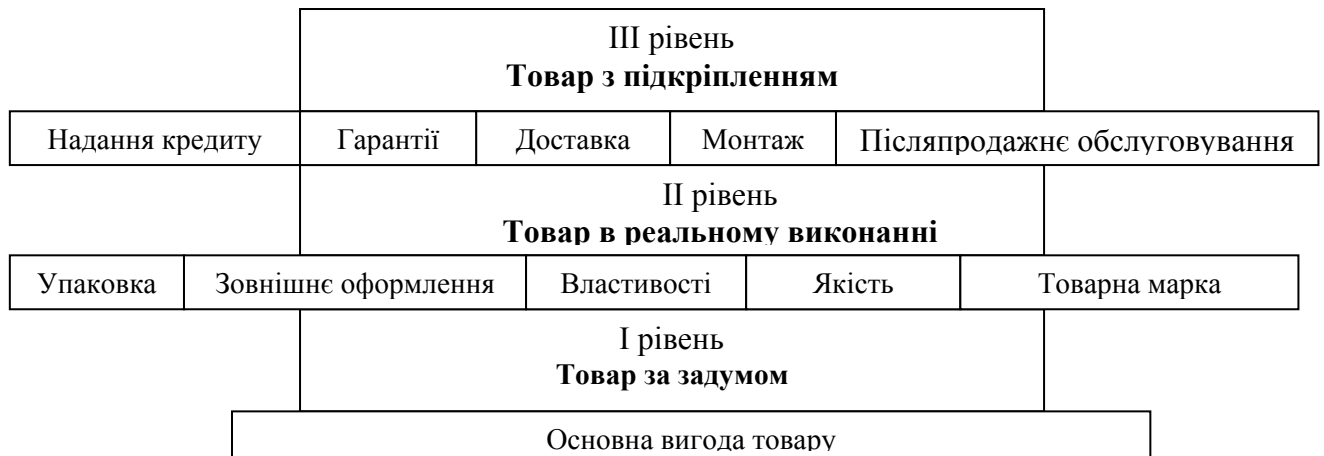 III рівень
Товар з підкріпленням
Надання кредиту Гарантії Доставка Монтаж Післяпродажнє обслуговування
II рівень
Товар в реальному виконанні
Упаковка Зовнішнє оформлення Властивості Якість Товарна марка
I рівень
Товар за задумом
Основна вигода товару